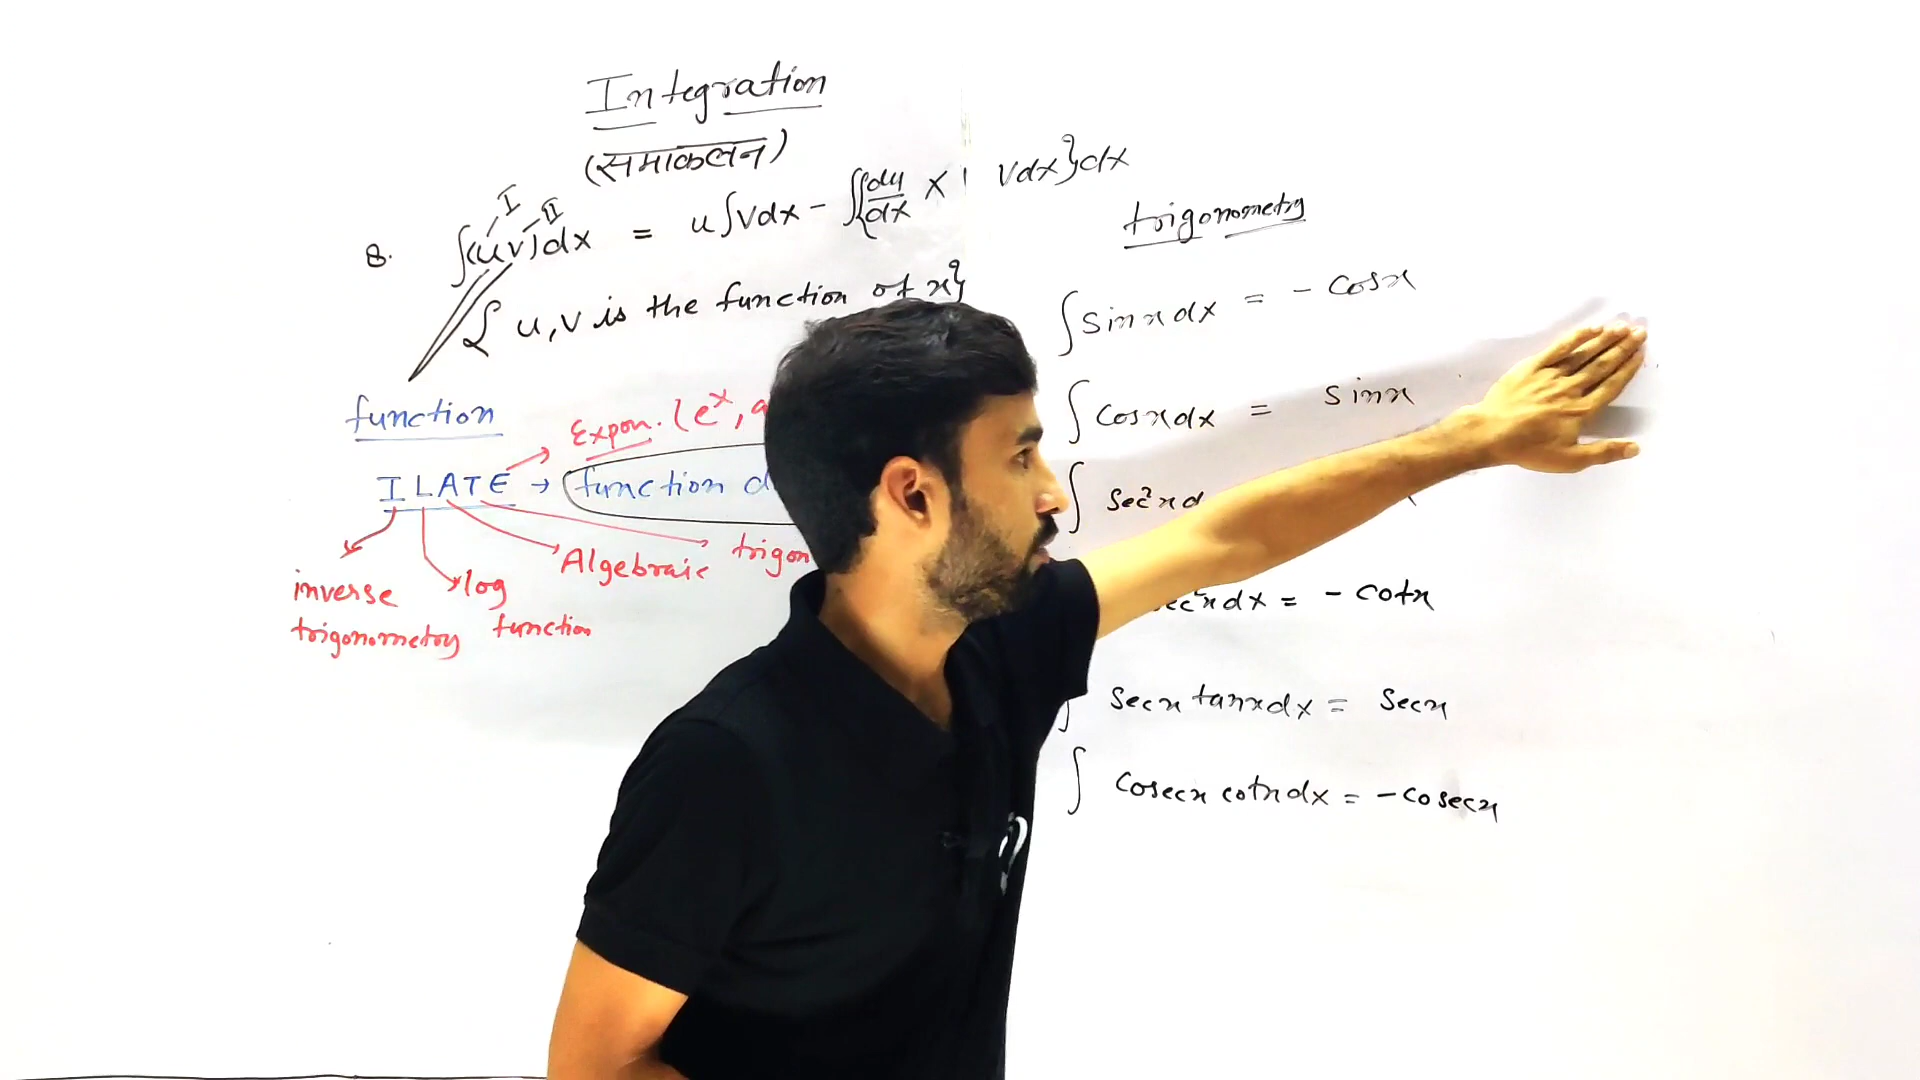 Integration
(समाकलन)
I II
8. ∫(uv)dx = u∫vdx - ∫{du/dx × vdx}dx
{ u,v is the function of x}
function
Expon. (e^x, a
ILATE → function
inverse trigonometry
log function
Algebraic
trigon
trigonometry
∫sinx dx = - cosx
∫cosx dx = sinx
∫sec²x d
ec²x dx = - cotx
∫secx tanx dx = secx
∫cosecx cotx dx = -cosecx